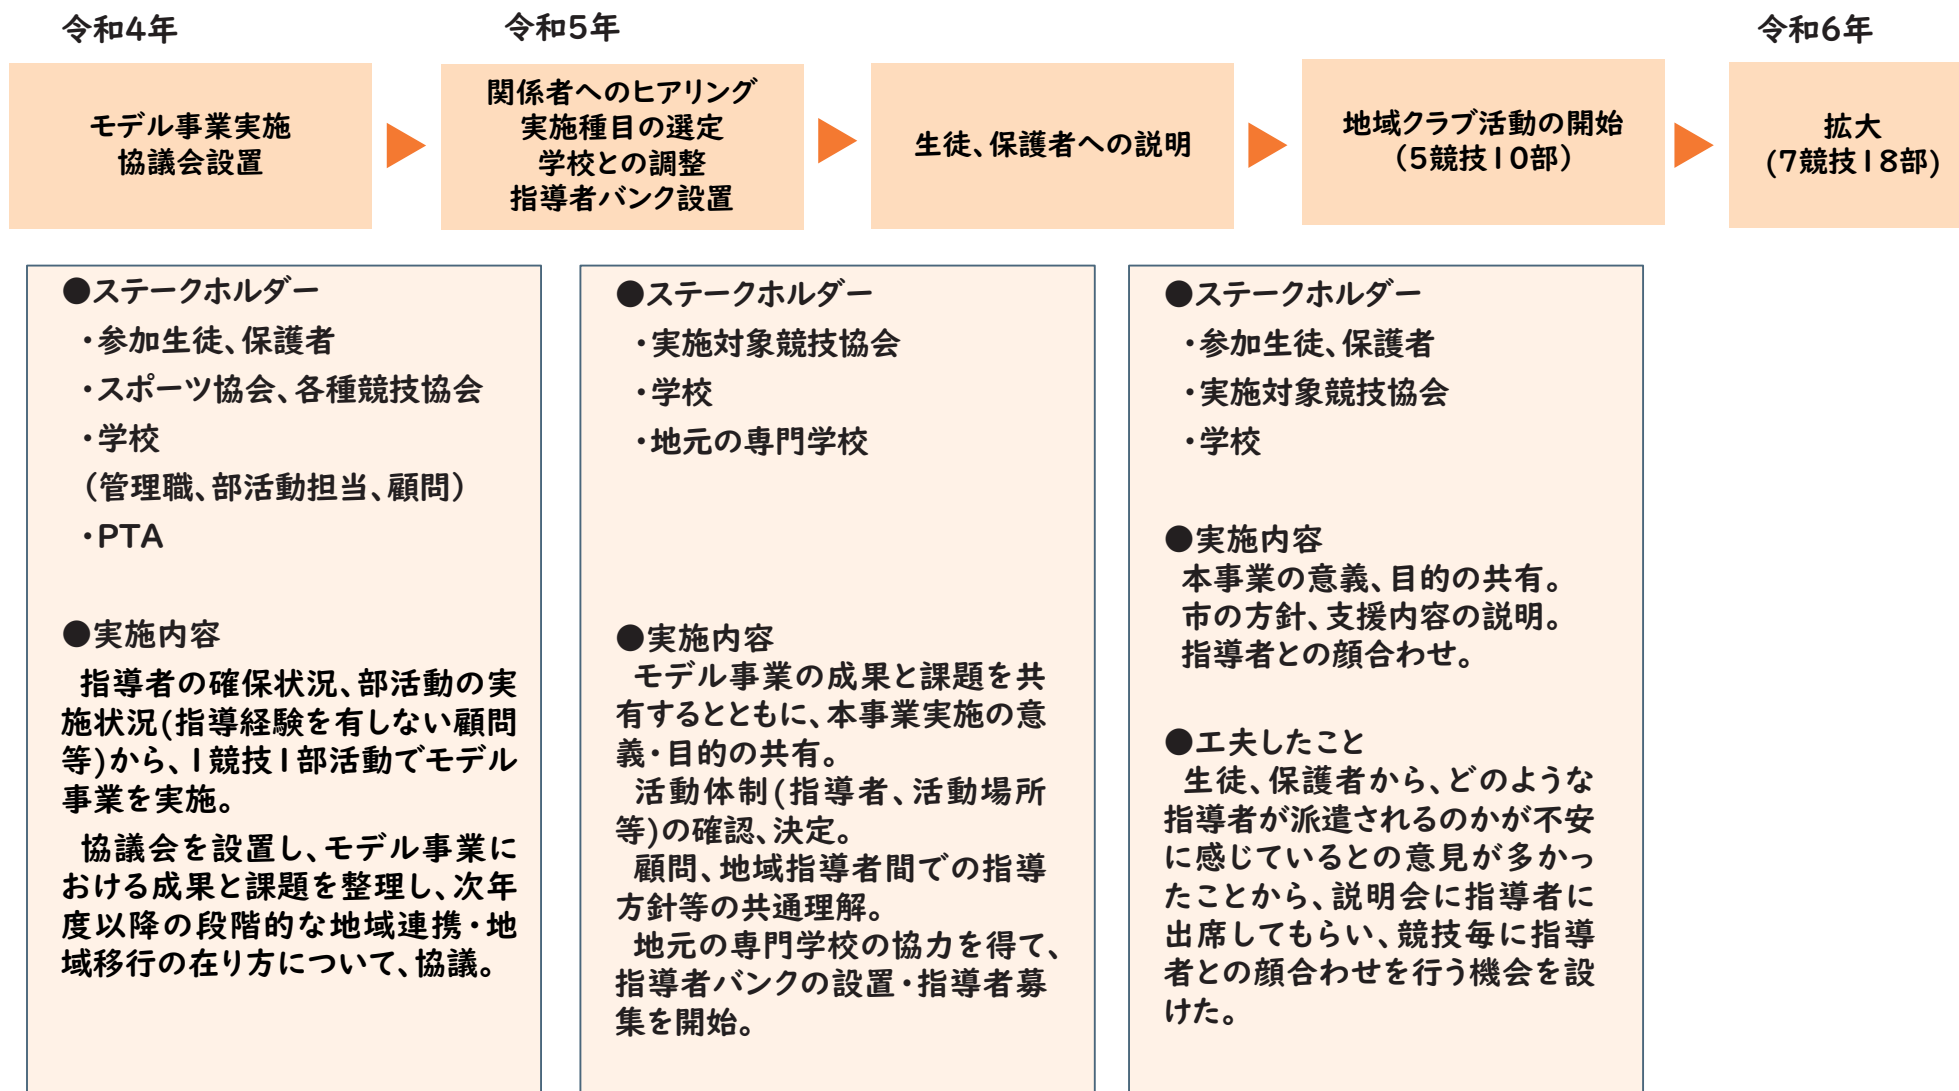 令和4年
令和5年
令和6年
モデル事業実施
協議会設置
関係者へのヒアリング
実施種目の選定
学校との調整
指導者バンク設置
生徒、保護者への説明
地域クラブ活動の開始
(5競技10部)
拡大
(7競技18部)
●ステークホルダー
・参加生徒、保護者
・スポーツ協会、各種競技協会
・学校
(管理職、部活動担当、顧問)
・PTA
●実施内容
指導者の確保状況、部活動の実
施状況(指導経験を有しない顧問
等)から、1競技1部活動でモデル
事業を実施。
協議会を設置し、モデル事業に
おける成果と課題を整理し、次年
度以降の段階的な地域連携・地
域移行の在り方について、協議。
●ステークホルダー
・実施対象競技協会
・学校
・地元の専門学校
●実施内容
モデル事業の成果と課題を共
有するとともに、本事業実施の意
義・目的の共有。
活動体制(指導者、活動場所
等)の確認、決定。
顧問、地域指導者間での指導
方針等の共通理解。
地元の専門学校の協力を得て、
指導者バンクの設置・指導者募
集を開始。
●ステークホルダー
・参加生徒、保護者
・実施対象競技協会
・学校
●実施内容
本事業の意義、目的の共有。
市の方針、支援内容の説明。
指導者との顔合わせ。
●工夫したこと
生徒、保護者から、どのような
指導者が派遣されるのかが不安
に感じているとの意見が多かっ
たことから、説明会に指導者に
出席してもらい、競技毎に指導
者との顔合わせを行う機会を設
けた。